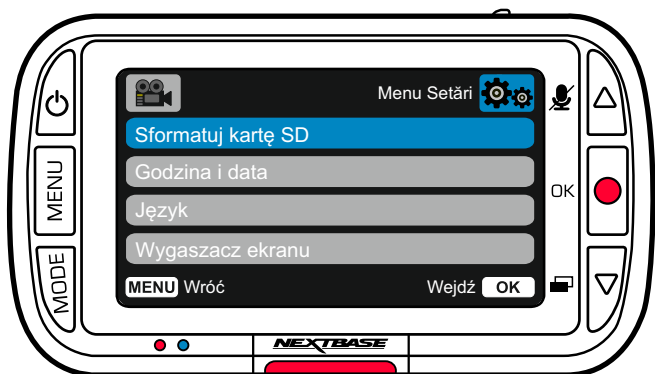 Menu Setări
Sformatuj kartę SD
Godzina i data
Język
Wygaszacz ekranu
MENU Wróć
Wejdź OK
MENU
MODE
OK
NEXTBASE